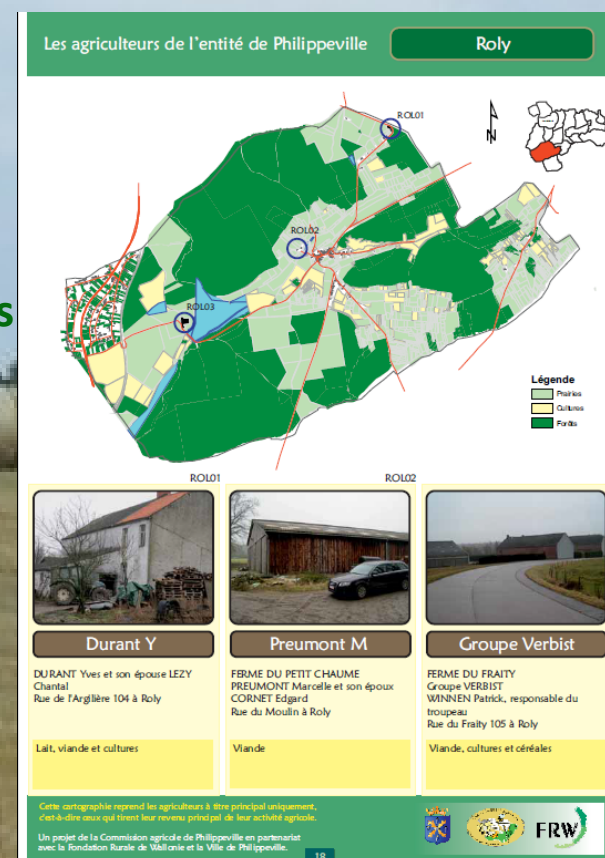 Les agriculteurs de l'entité de Philippeville
Roly
ROL01
N
ROL02
ROL03
s
Légende
Prairies
Cultures
Forêts
ROL01
ROL02
Durant Y
Preumont M
Groupe Verbist
DURANT Yves et son épouse LEZY
Chantal
Rue de l'Argilière 104 à Roly
FERME DU PETIT CHAUME
PREUMONT Marcelle et son époux
CORNET Edgard
Rue du Moulin à Roly
FERME DU FRAITY
Groupe VERBIST
WINNEN Patrick, responsable du
troupeau
Rue du Fraity 105 à Roly
Lait, viande et cultures
Viande
Viande, cultures et céréales
Cette cartographie reprend les agriculteurs à titre principal uniquement,
c'est-à-dire ceux qui tirent leur revenu principal de leur activité agricole.
Un projet de la Commission agricole de Philippeville en partenariat
avec la Fondation Rurale de Wallonie et la Ville de Philippeville.
FRW
18